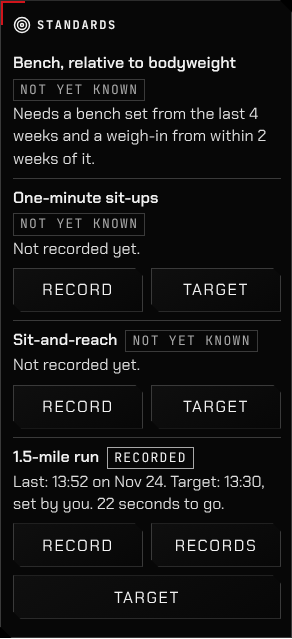 STANDARDS
Bench, relative to bodyweight
NOT YET KNOWN
Needs a bench set from the last 4
weeks and a weigh-in from within 2
weeks of it.
One-minute sit-ups
NOT YET KNOWN
Not recorded yet.
RECORD TARGET
Sit-and-reach NOT YET KNOWN
Not recorded yet.
RECORD TARGET
1.5-mile run RECORDED
Last: 13:52 on Nov 24. Target: 13:30,
set by you. 22 seconds to go.
RECORD RECORDS
TARGET